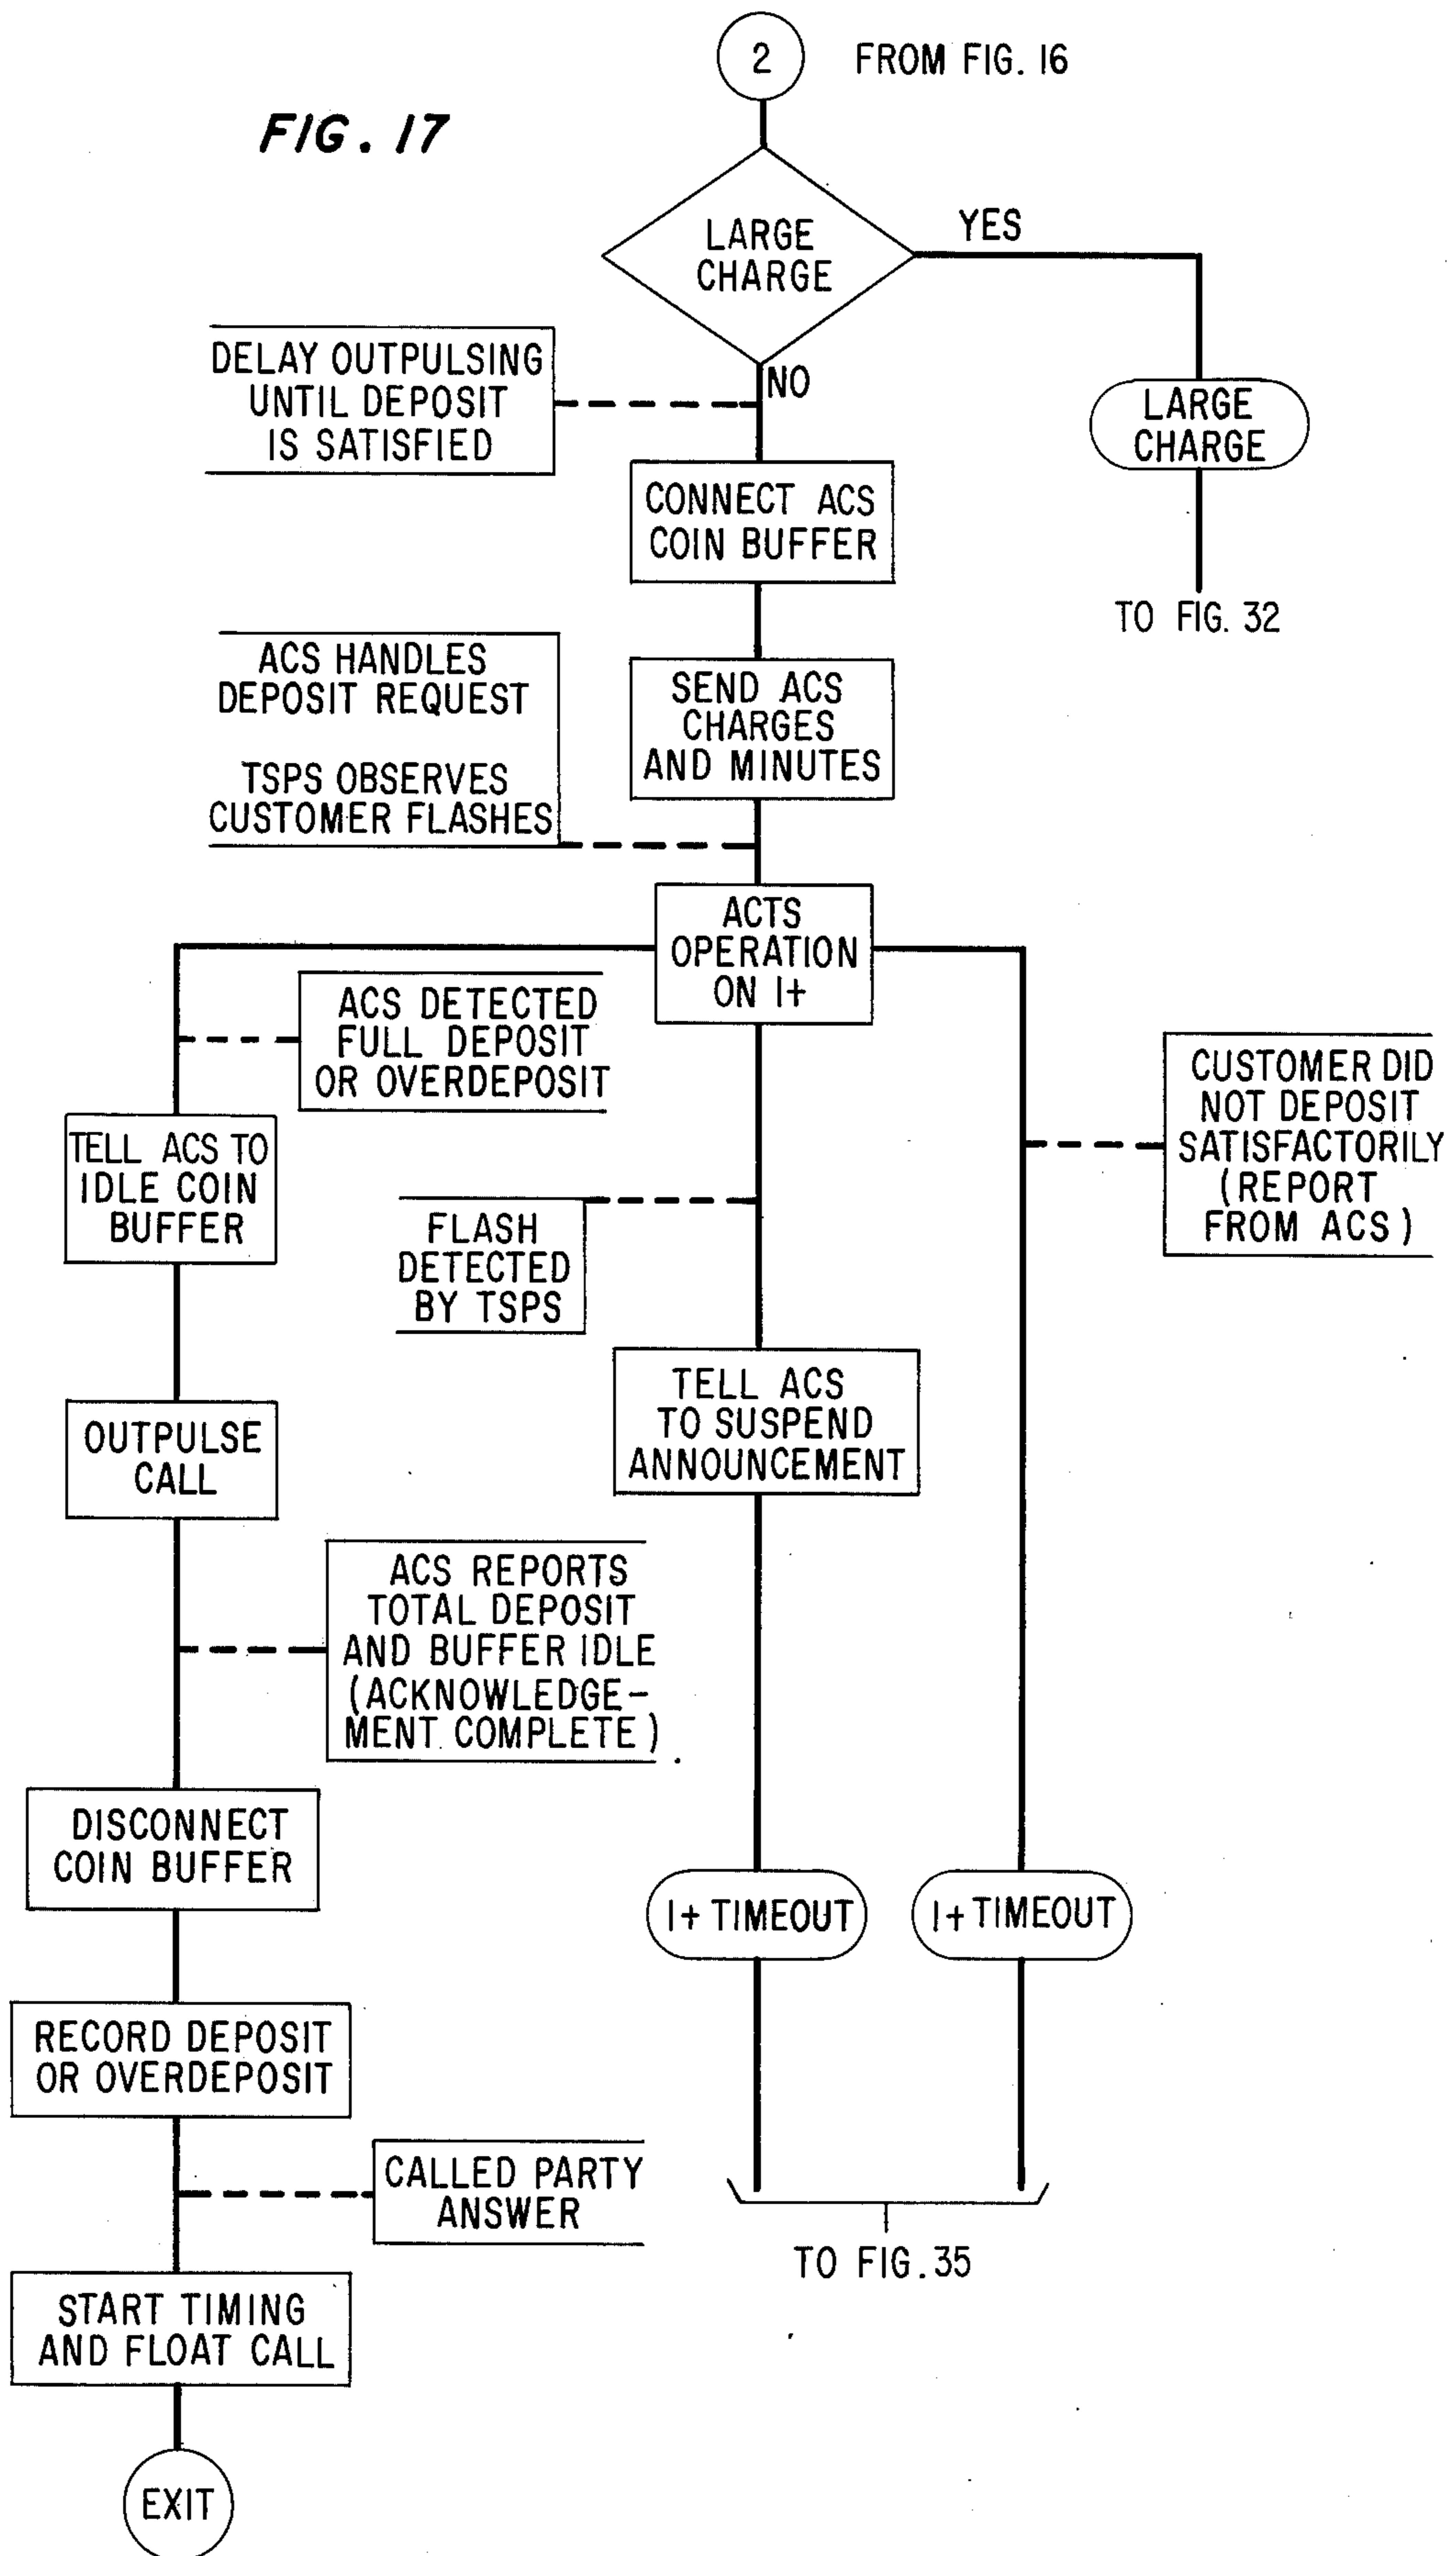 2
FROM FIG. 16
FIG. 17
LARGE
CHARGE
YES
NO
LARGE
CHARGE
TO FIG. 32
DELAY OUTPULSING
UNTIL DEPOSIT
IS SATISFIED
CONNECT ACS
COIN BUFFER
ACS HANDLES
DEPOSIT REQUEST
TSPS OBSERVES
CUSTOMER FLASHES
SEND ACS
CHARGES
AND MINUTES
ACTS
OPERATION
ON 1+
ACS DETECTED
FULL DEPOSIT
OR OVERDEPOSIT
CUSTOMER DID
NOT DEPOSIT
SATISFACTORILY
(REPORT
FROM ACS)
TELL ACS TO
IDLE COIN
BUFFER
FLASH
DETECTED
BY TSPS
TELL ACS
TO SUSPEND
ANNOUNCEMENT
OUTPULSE
CALL
ACS REPORTS
TOTAL DEPOSIT
AND BUFFER IDLE
(ACKNOWLEDGE-
MENT COMPLETE)
DISCONNECT
COIN BUFFER
1+ TIMEOUT
1+ TIMEOUT
RECORD DEPOSIT
OR OVERDEPOSIT
CALLED PARTY
ANSWER
TO FIG. 35
START TIMING
AND FLOAT CALL
EXIT